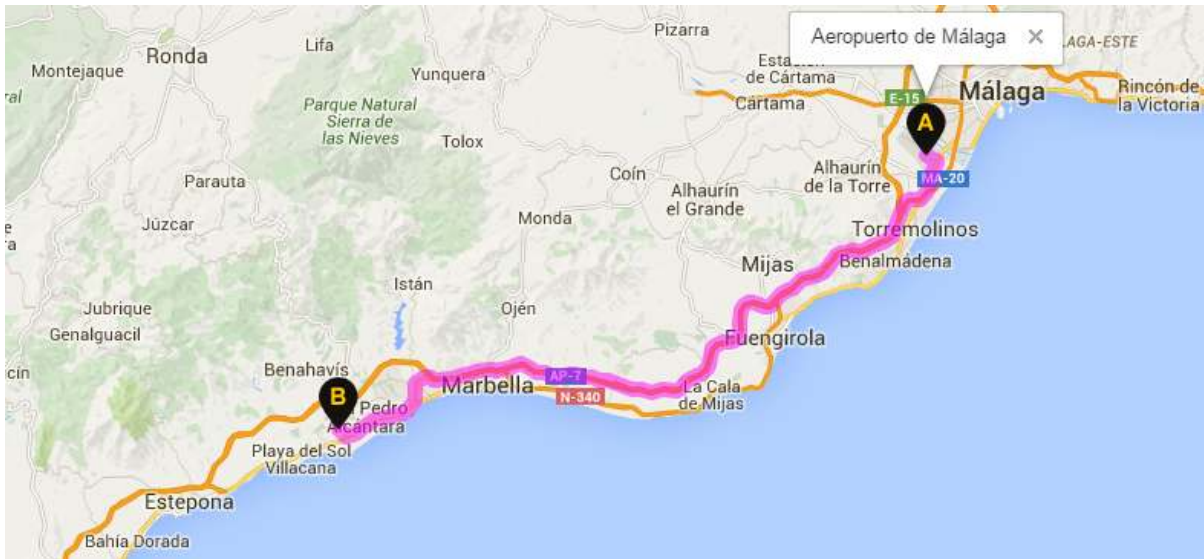 Ronda
Lifa
Pizarra
Aeropuerto de Málaga ×
LAGA-ESTE
Montejaque
Yunquera
Estación
de Cártama
Cártama
E-15
Málaga
Rincón de
la Victoria
Parque Natural
Sierra de
las Nieves
Tolox
A
Parauta
Coín
Alhaurín
de la Torre
MA-20
Alhaurín
el Grande
Júzcar
Monda
Torremolinos
Mijas
Benalmádena
Istán
Jubrique
Ojén
Genalguacil
Fuengirola
Benahavís
Marbella
AP-7
N-340
La Cala
de Mijas
B
Pedro
Alcántara
Playa del Sol
Villacana
Estepona
Bahía Dorada